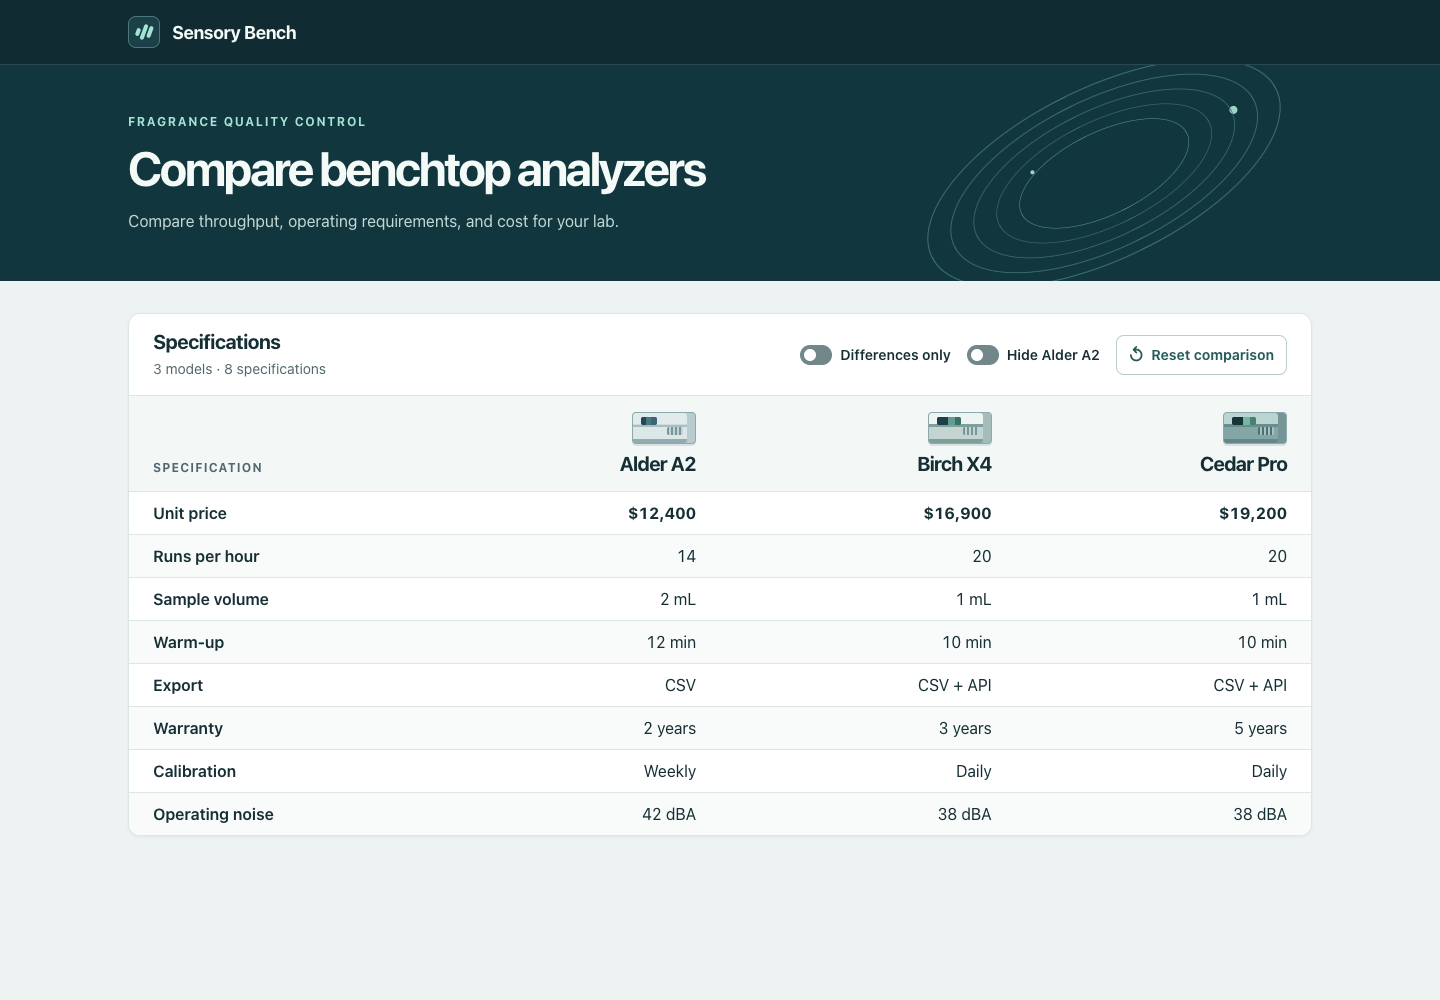 Sensory Bench
FRAGRANCE QUALITY CONTROL
Compare benchtop analyzers
Compare throughput, operating requirements, and cost for your lab.
Specifications
3 models · 8 specifications
Differences only
Hide Alder A2
Reset comparison
SPECIFICATION Alder A2 Birch X4 Cedar Pro
Unit price $12,400 $16,900 $19,200
Runs per hour 14 20 20
Sample volume 2 mL 1 mL 1 mL
Warm-up 12 min 10 min 10 min
Export CSV CSV + API CSV + API
Warranty 2 years 3 years 5 years
Calibration Weekly Daily Daily
Operating noise 42 dBA 38 dBA 38 dBA